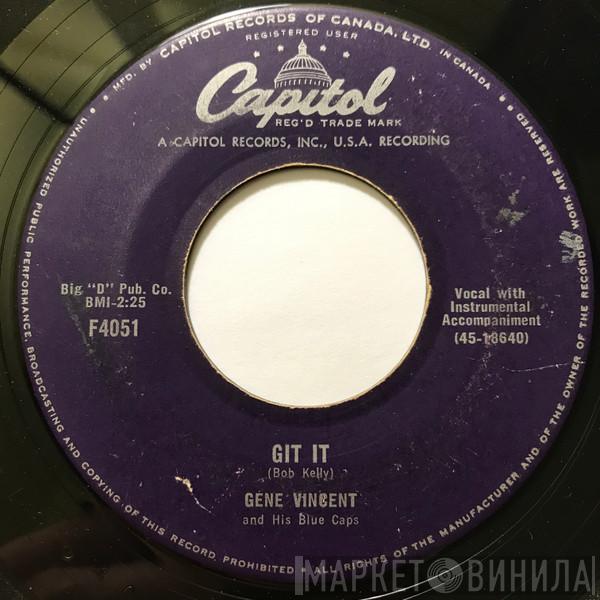 MFD. BY CAPITOL RECORDS OF CANADA, LTD. IN CANADA
REGISTERED USER
Capitol
REG'D TRADE MARK
A CAPITOL RECORDS, INC., U.S.A. RECORDING
Big "D" Pub. Co.
BMI-2:25
F4051
Vocal with
Instrumental
Accompaniment
(45-18640)
GIT IT
(Bob Kelly)
GENE VINCENT
and His Blue Caps
UNAUTHORIZED PUBLIC PERFORMANCE, BROADCASTING AND COPYING OF THIS RECORD PROHIBITED • ALL RIGHTS OF THE MANUFACTURER AND OF THE OWNER OF THE RECORDED WORK ARE RESERVED
МАРКЕТ ВИНИЛА